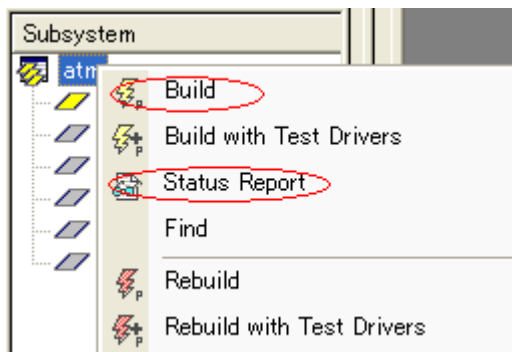 Subsystem
atm
Build
Build with Test Drivers
Status Report
Find
Rebuild
Rebuild with Test Drivers